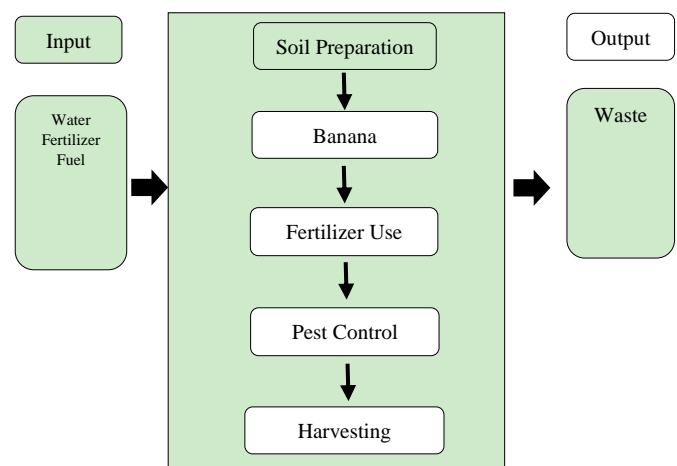 Input
Water
Fertilizer
Fuel
Soil Preparation
Banana
Fertilizer Use
Pest Control
Harvesting
Output
Waste